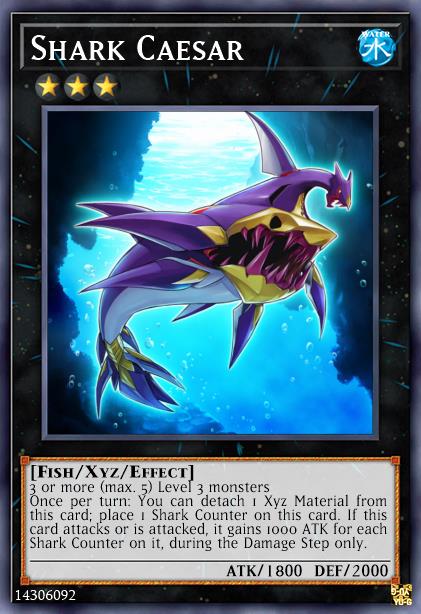 Shark Caesar
WATER
水
[Fish/Xyz/Effect]
3 or more (max. 5) Level 3 monsters
Once per turn: You can detach 1 Xyz Material from
this card; place 1 Shark Counter on this card. If this
card attacks or is attacked, it gains 1000 ATK for each
Shark Counter on it, during the Damage Step only.
ATK/1800 DEF/2000
14306092